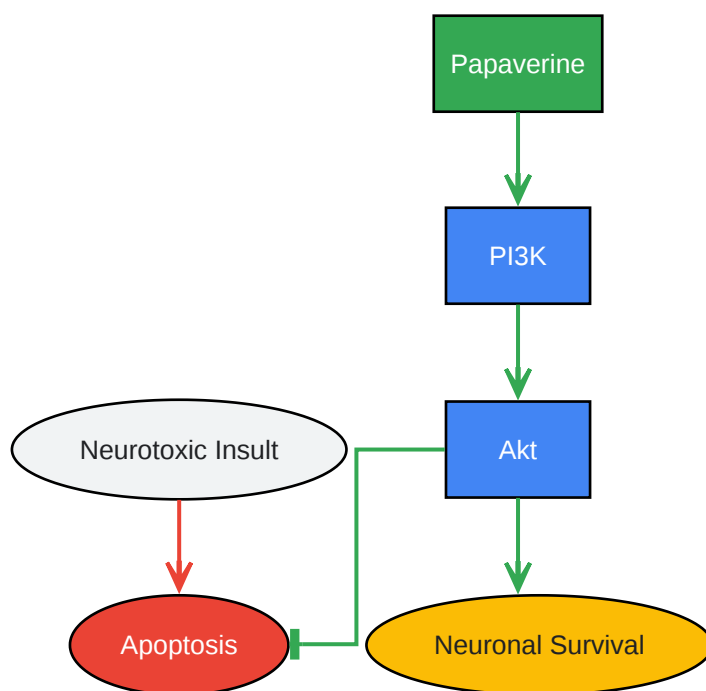 Papaverine
PI3K
Neurotoxic Insult
Akt
Apoptosis
Neuronal Survival